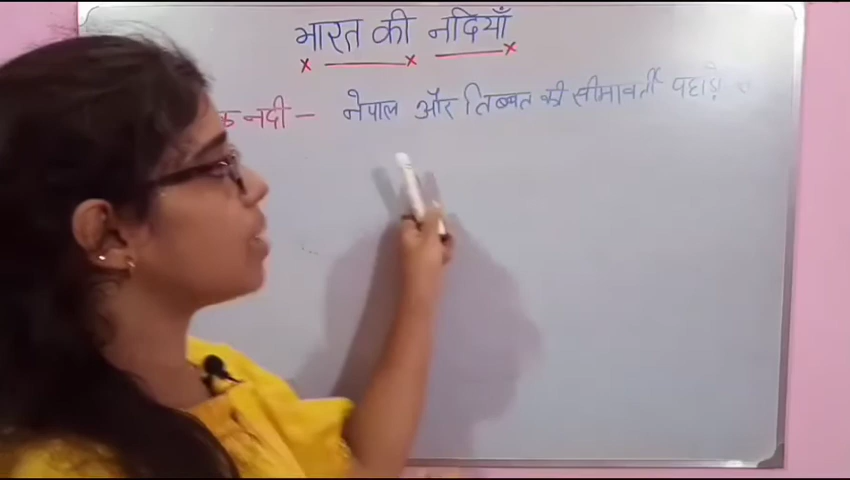 भारत की नदियाँ
नदी - नेपाल और तिब्बत की सीमावर्ती पहाड़